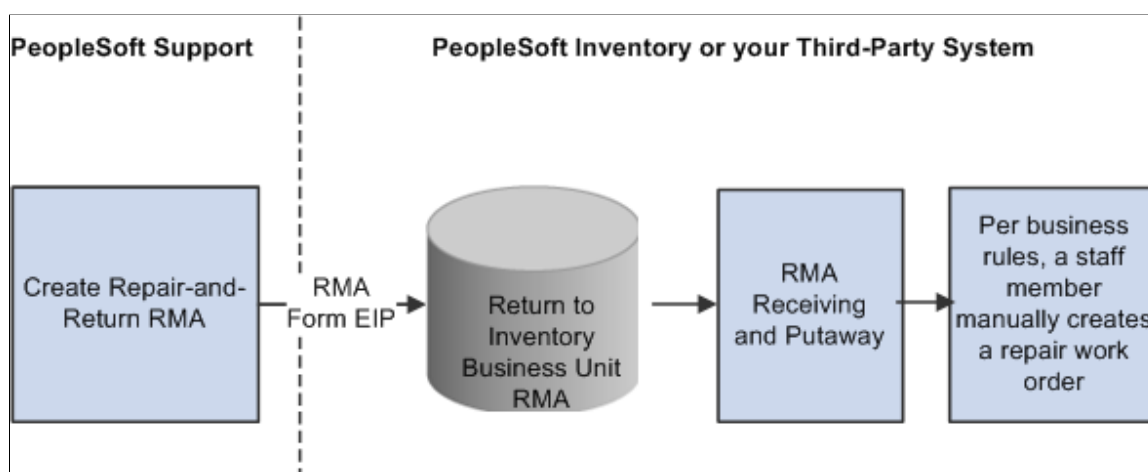 PeopleSoft Support
PeopleSoft Inventory or your Third-Party System
Create Repair-and-
Return RMA
RMA
Form EIP
Return to
Inventory
Business Unit
RMA
RMA
Receiving
and Putaway
Per business
rules, a staff
member
manually creates
a repair work
order